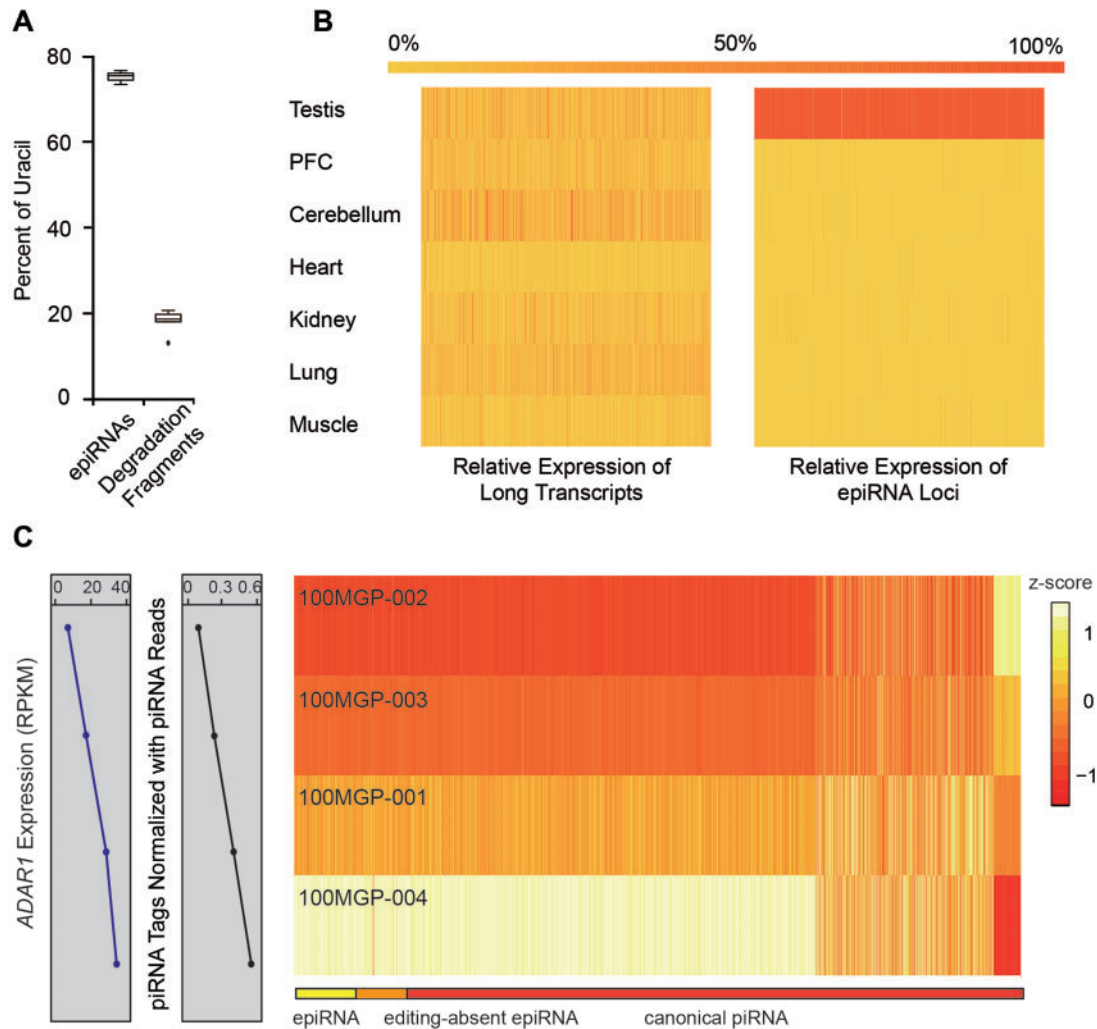 A
80
60
40
20
0
Percent of Uracil
epiRNAs
Degradation
Fragments
B
0%
50%
100%
Testis
PFC
Cerebellum
Heart
Kidney
Lung
Muscle
Relative Expression of
Long Transcripts
Relative Expression of
epiRNA Loci
C
0 20 40
ADAR1 Expression (RPKM)
0 0.3 0.6
piRNA Tags Normalized with piRNA Reads
100MGP-002
100MGP-003
100MGP-001
100MGP-004
z-score
1
0
−1
epiRNA editing-absent epiRNA canonical piRNA